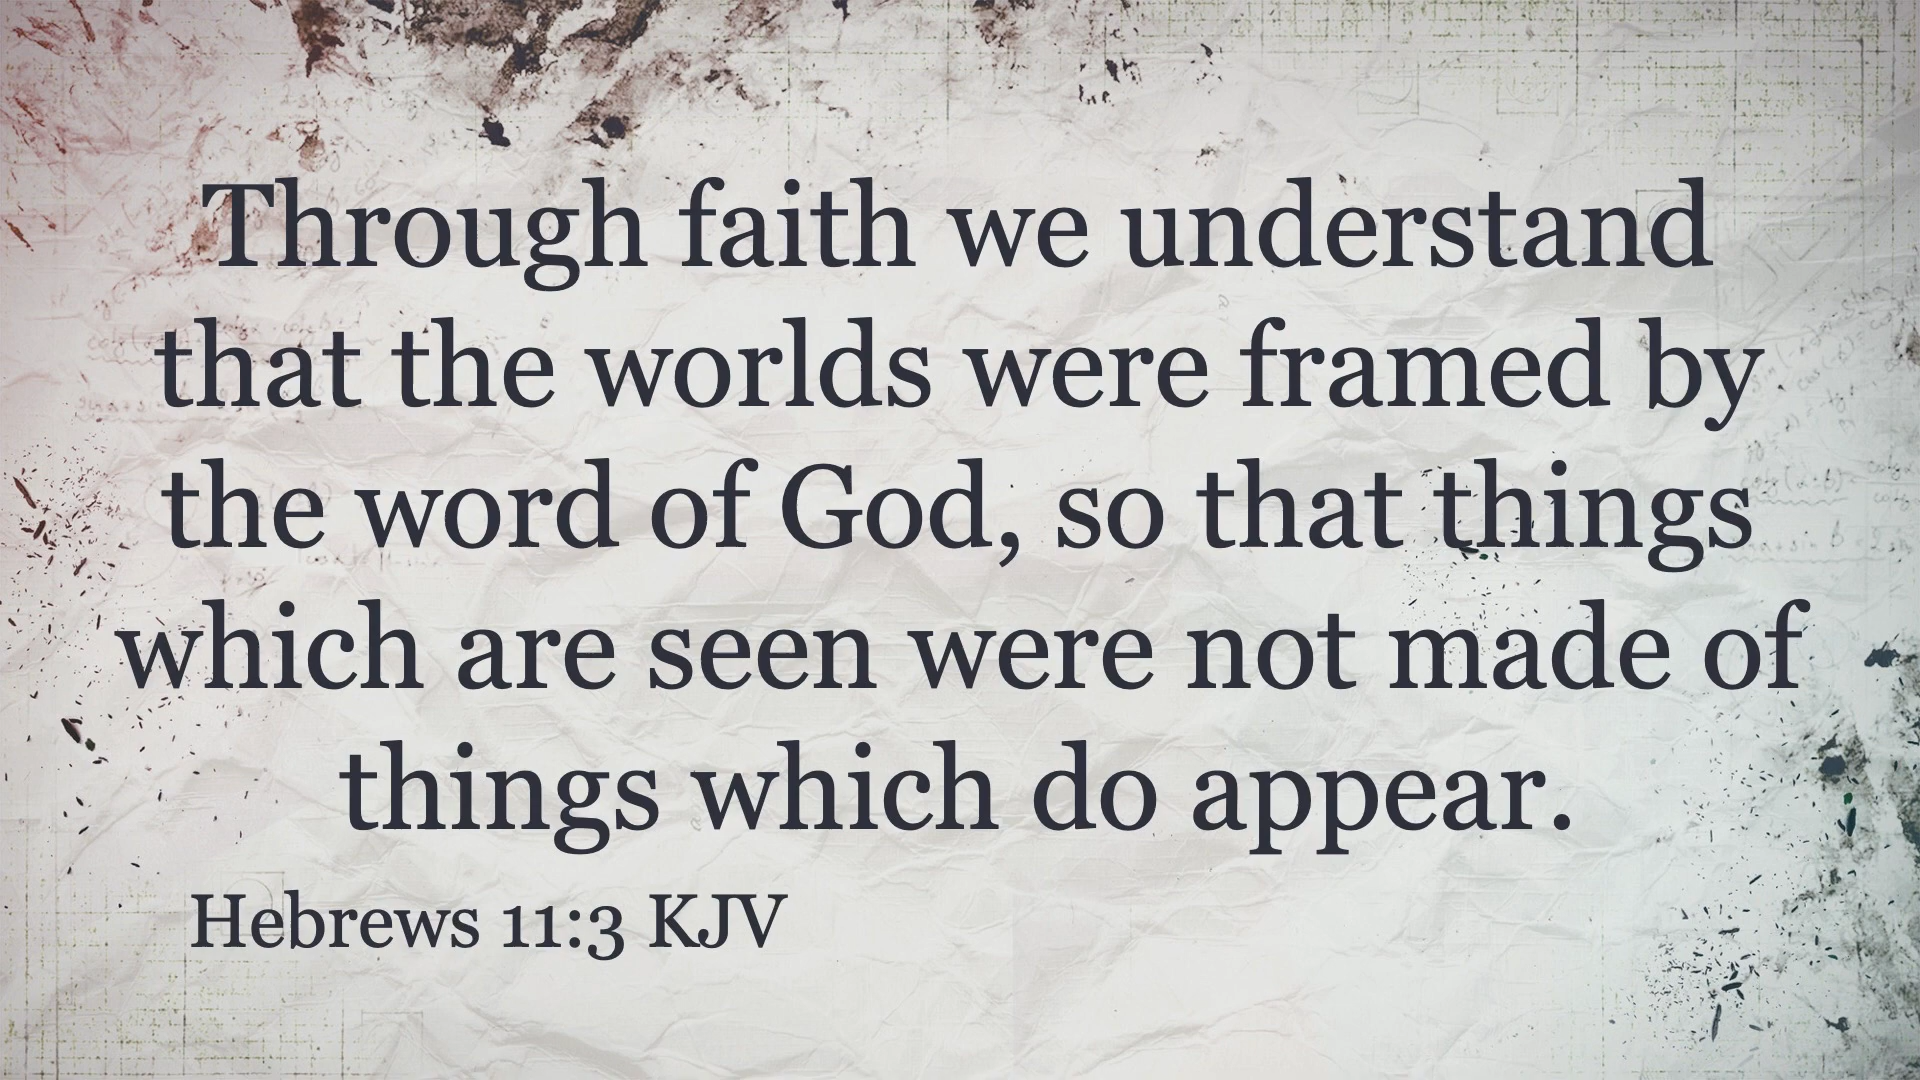 Through faith we understand
that the worlds were framed by
the word of God, so that things
which are seen were not made of
things which do appear.
Hebrews 11:3 KJV